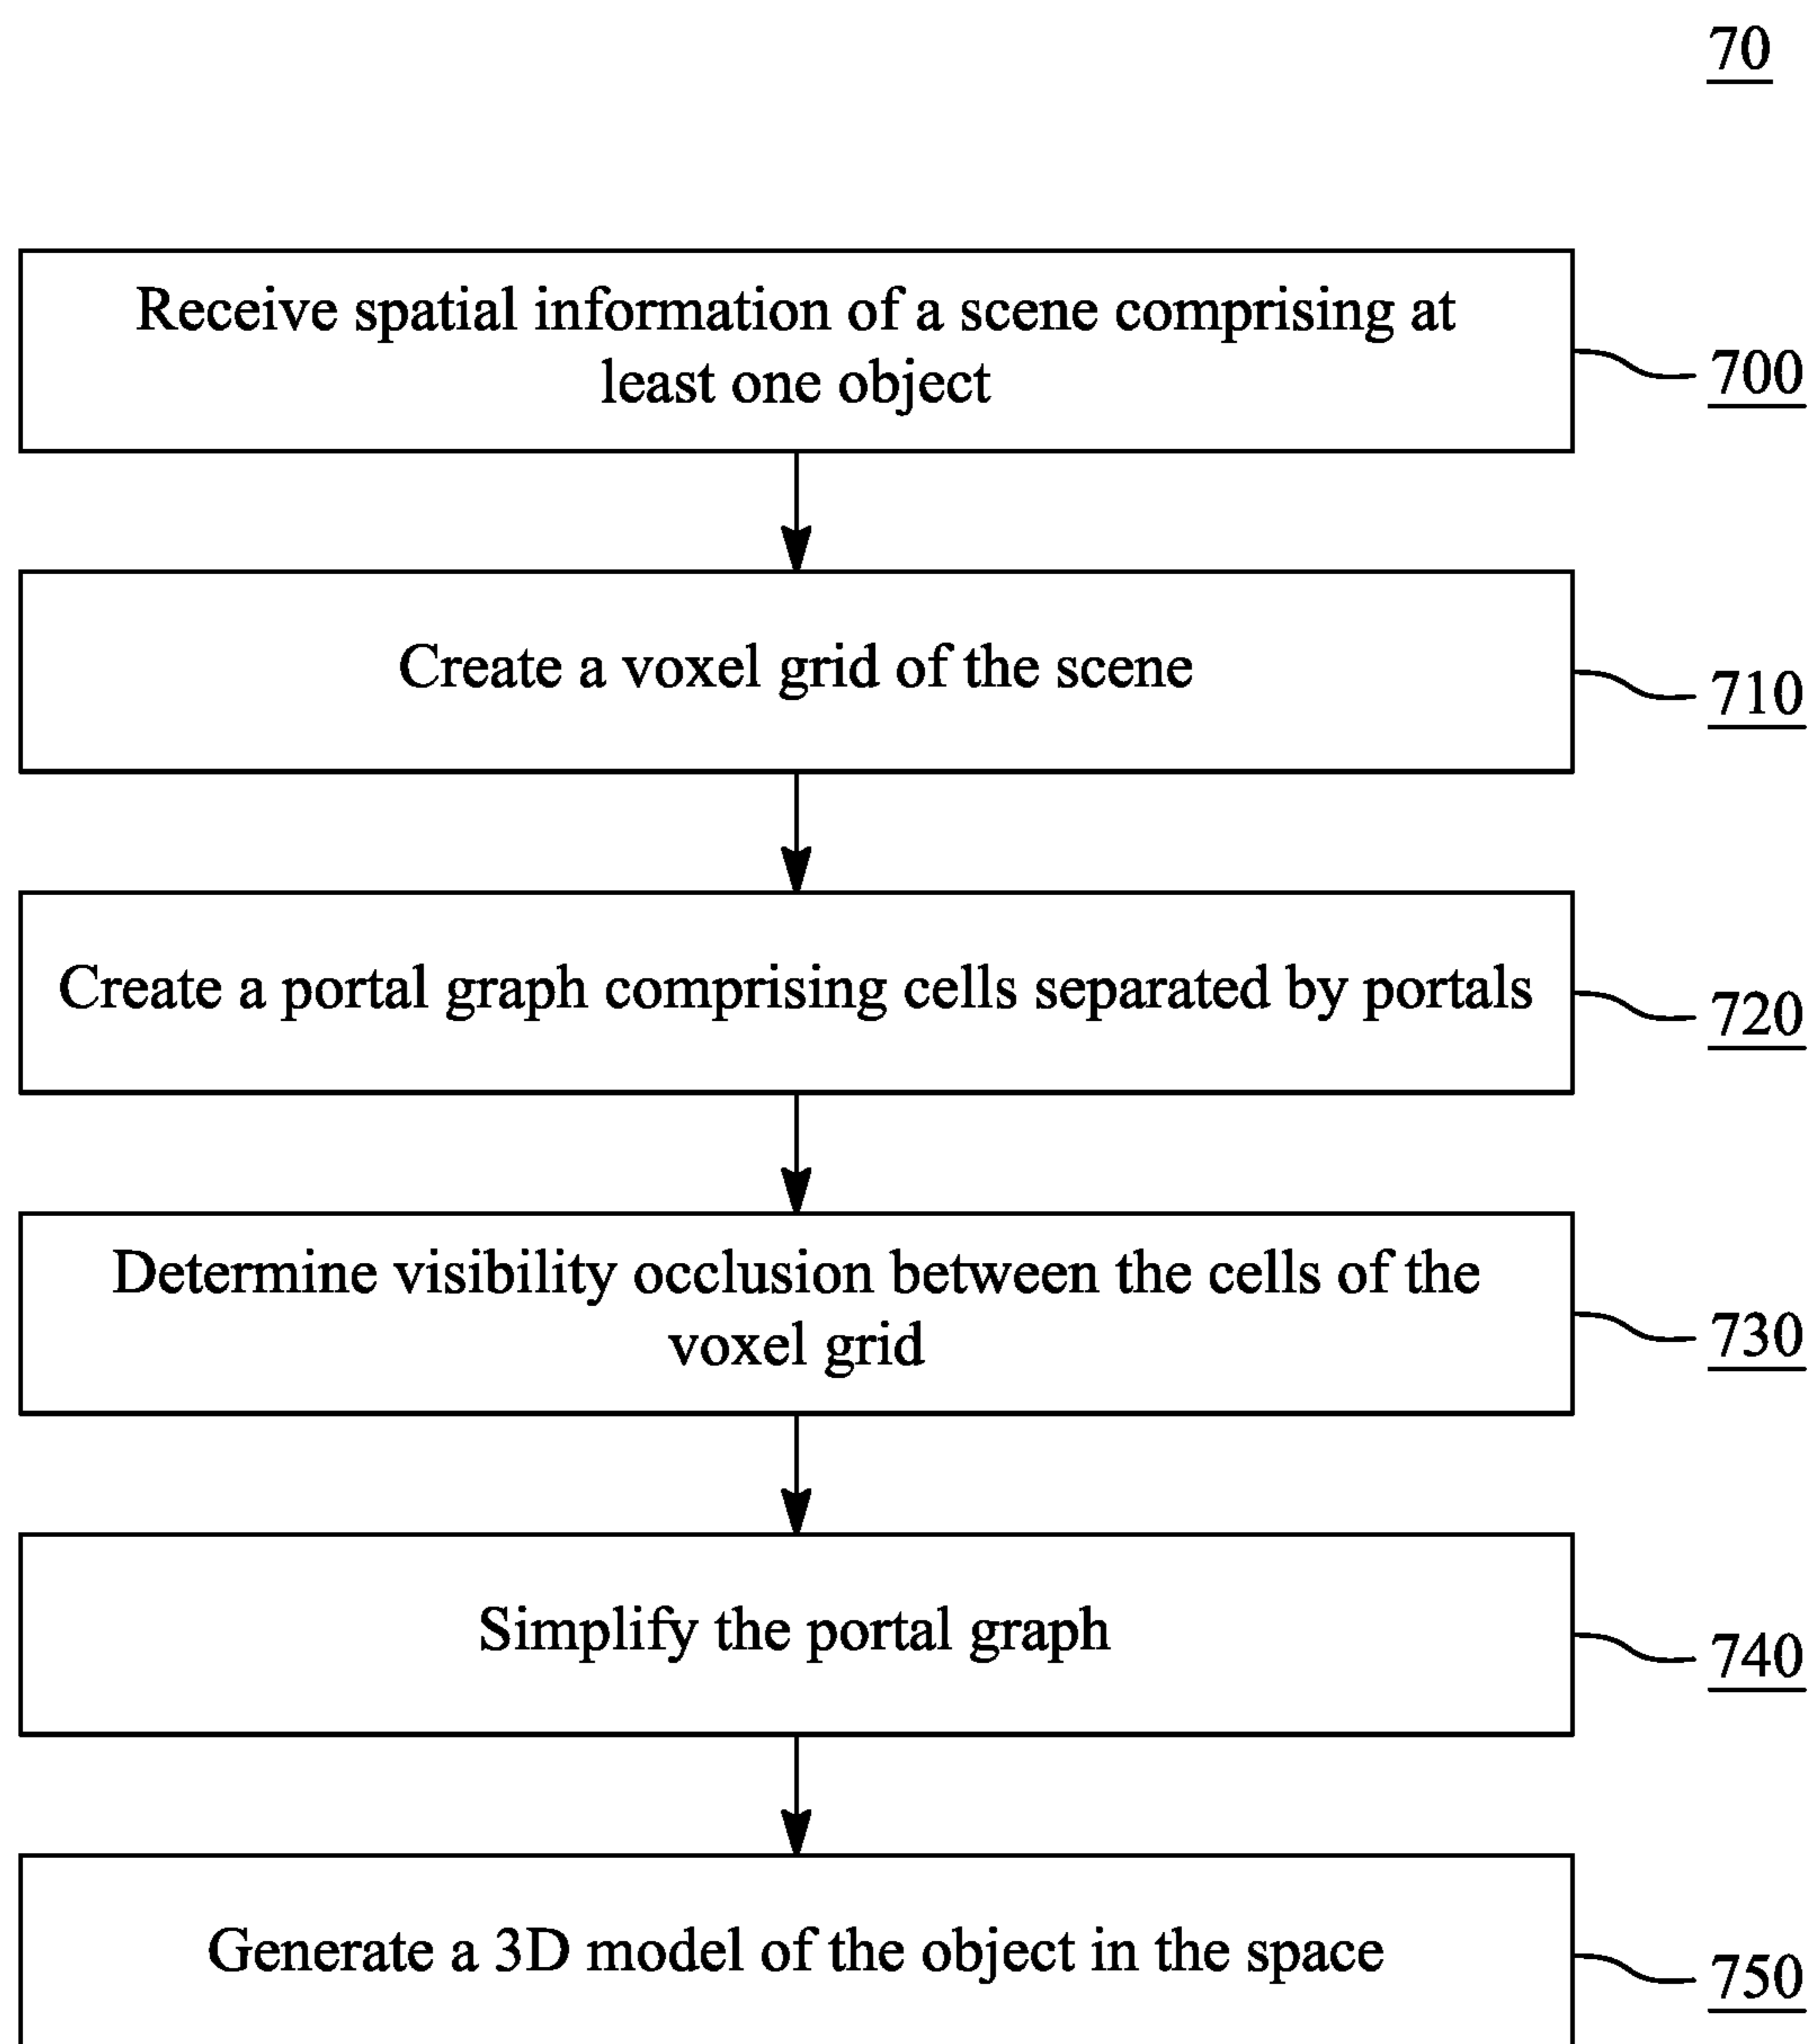 70
Receive spatial information of a scene comprising at
least one object
700
Create a voxel grid of the scene
710
Create a portal graph comprising cells separated by portals
720
Determine visibility occlusion between the cells of the
voxel grid
730
Simplify the portal graph
740
Generate a 3D model of the object in the space
750